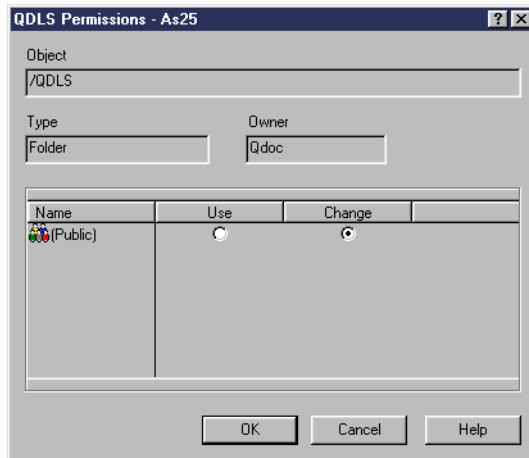 QDLS Permissions - As25
Object
/QDLS
Type
Owner
Folder
Qdoc
Name
Use
Change
(Public)
OK
Cancel
Help